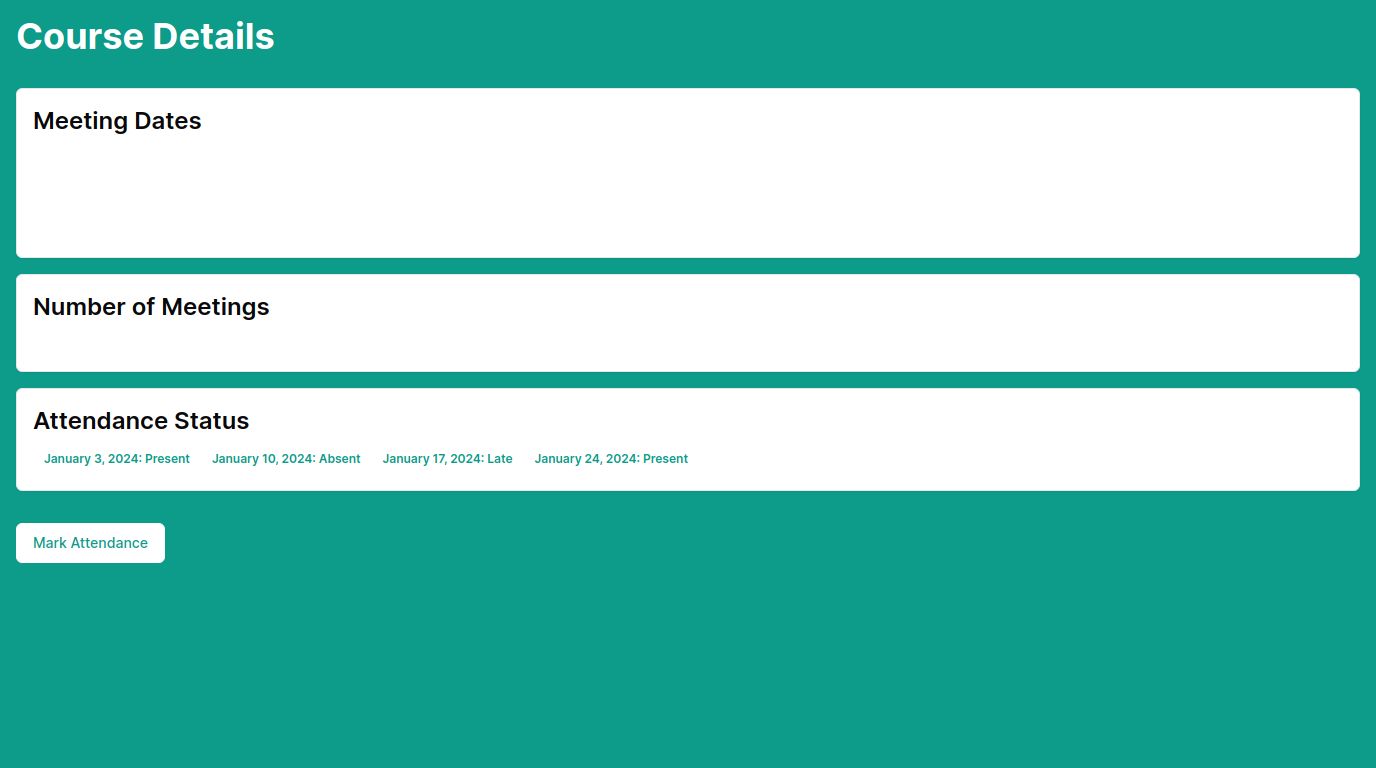 Course Details
Meeting Dates
Number of Meetings
Attendance Status
January 3, 2024: Present January 10, 2024: Absent January 17, 2024: Late January 24, 2024: Present
Mark Attendance